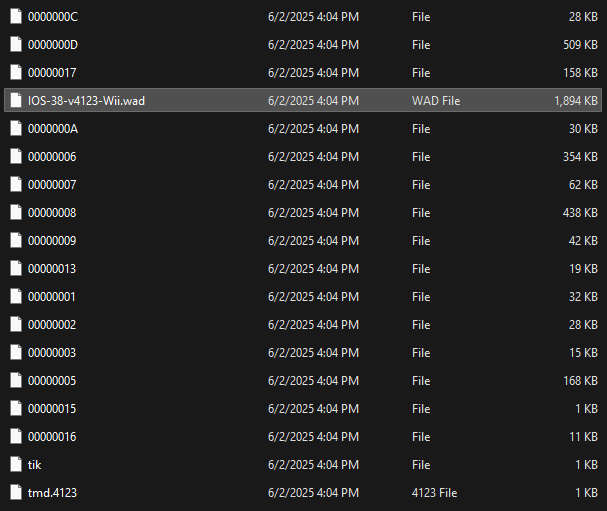 0000000C 6/2/2025 4:04 PM File 28 KB
0000000D 6/2/2025 4:04 PM File 509 KB
00000017 6/2/2025 4:04 PM File 158 KB
IOS-38-v4123-Wii.wad 6/2/2025 4:04 PM WAD File 1,894 KB
0000000A 6/2/2025 4:04 PM File 30 KB
00000006 6/2/2025 4:04 PM File 354 KB
00000007 6/2/2025 4:04 PM File 62 KB
00000008 6/2/2025 4:04 PM File 438 KB
00000009 6/2/2025 4:04 PM File 42 KB
00000013 6/2/2025 4:04 PM File 19 KB
00000001 6/2/2025 4:04 PM File 32 KB
00000002 6/2/2025 4:04 PM File 28 KB
00000003 6/2/2025 4:04 PM File 15 KB
00000005 6/2/2025 4:04 PM File 168 KB
00000015 6/2/2025 4:04 PM File 1 KB
00000016 6/2/2025 4:04 PM File 11 KB
tik 6/2/2025 4:04 PM File 1 KB
tmd.4123 6/2/2025 4:04 PM 4123 File 1 KB